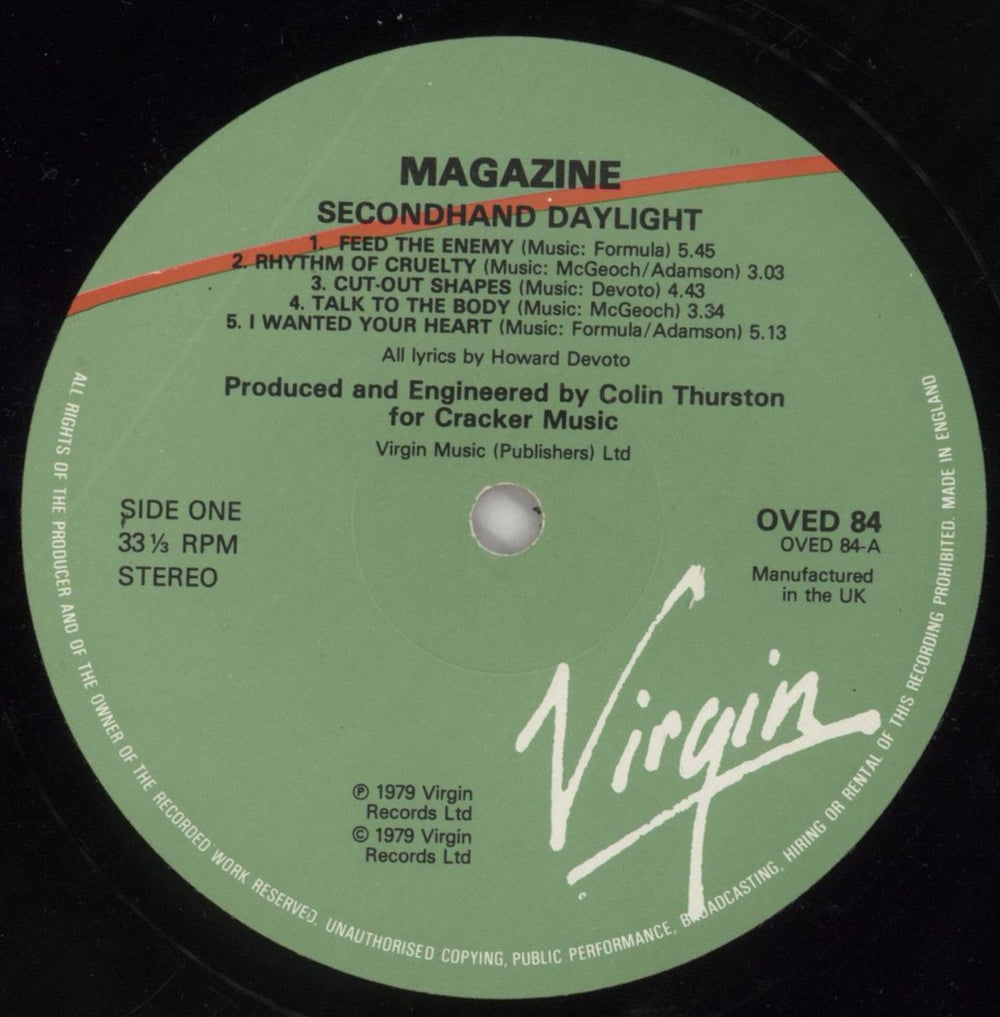 MAGAZINE
SECONDHAND DAYLIGHT
1. FEED THE ENEMY (Music: Formula) 5.45
2. RHYTHM OF CRUELTY (Music: McGeoch/Adamson) 3.03
3. CUT-OUT SHAPES (Music: Devoto) 4.43
4. TALK TO THE BODY (Music: McGeoch) 3.34
5. I WANTED YOUR HEART (Music: Formula/Adamson) 5.13
All lyrics by Howard Devoto
Produced and Engineered by Colin Thurston
for Cracker Music
Virgin Music (Publishers) Ltd
SIDE ONE
33⅓ RPM
STEREO
OVED 84
OVED 84-A
Manufactured
in the UK
Virgin
℗ 1979 Virgin
Records Ltd
© 1979 Virgin
Records Ltd
ALL RIGHTS OF THE PRODUCER AND OF THE OWNER OF THE RECORDED WORK RESERVED. UNAUTHORISED COPYING, PUBLIC PERFORMANCE, BROADCASTING, HIRING OR RENTAL OF THIS RECORDING PROHIBITED. MADE IN ENGLAND